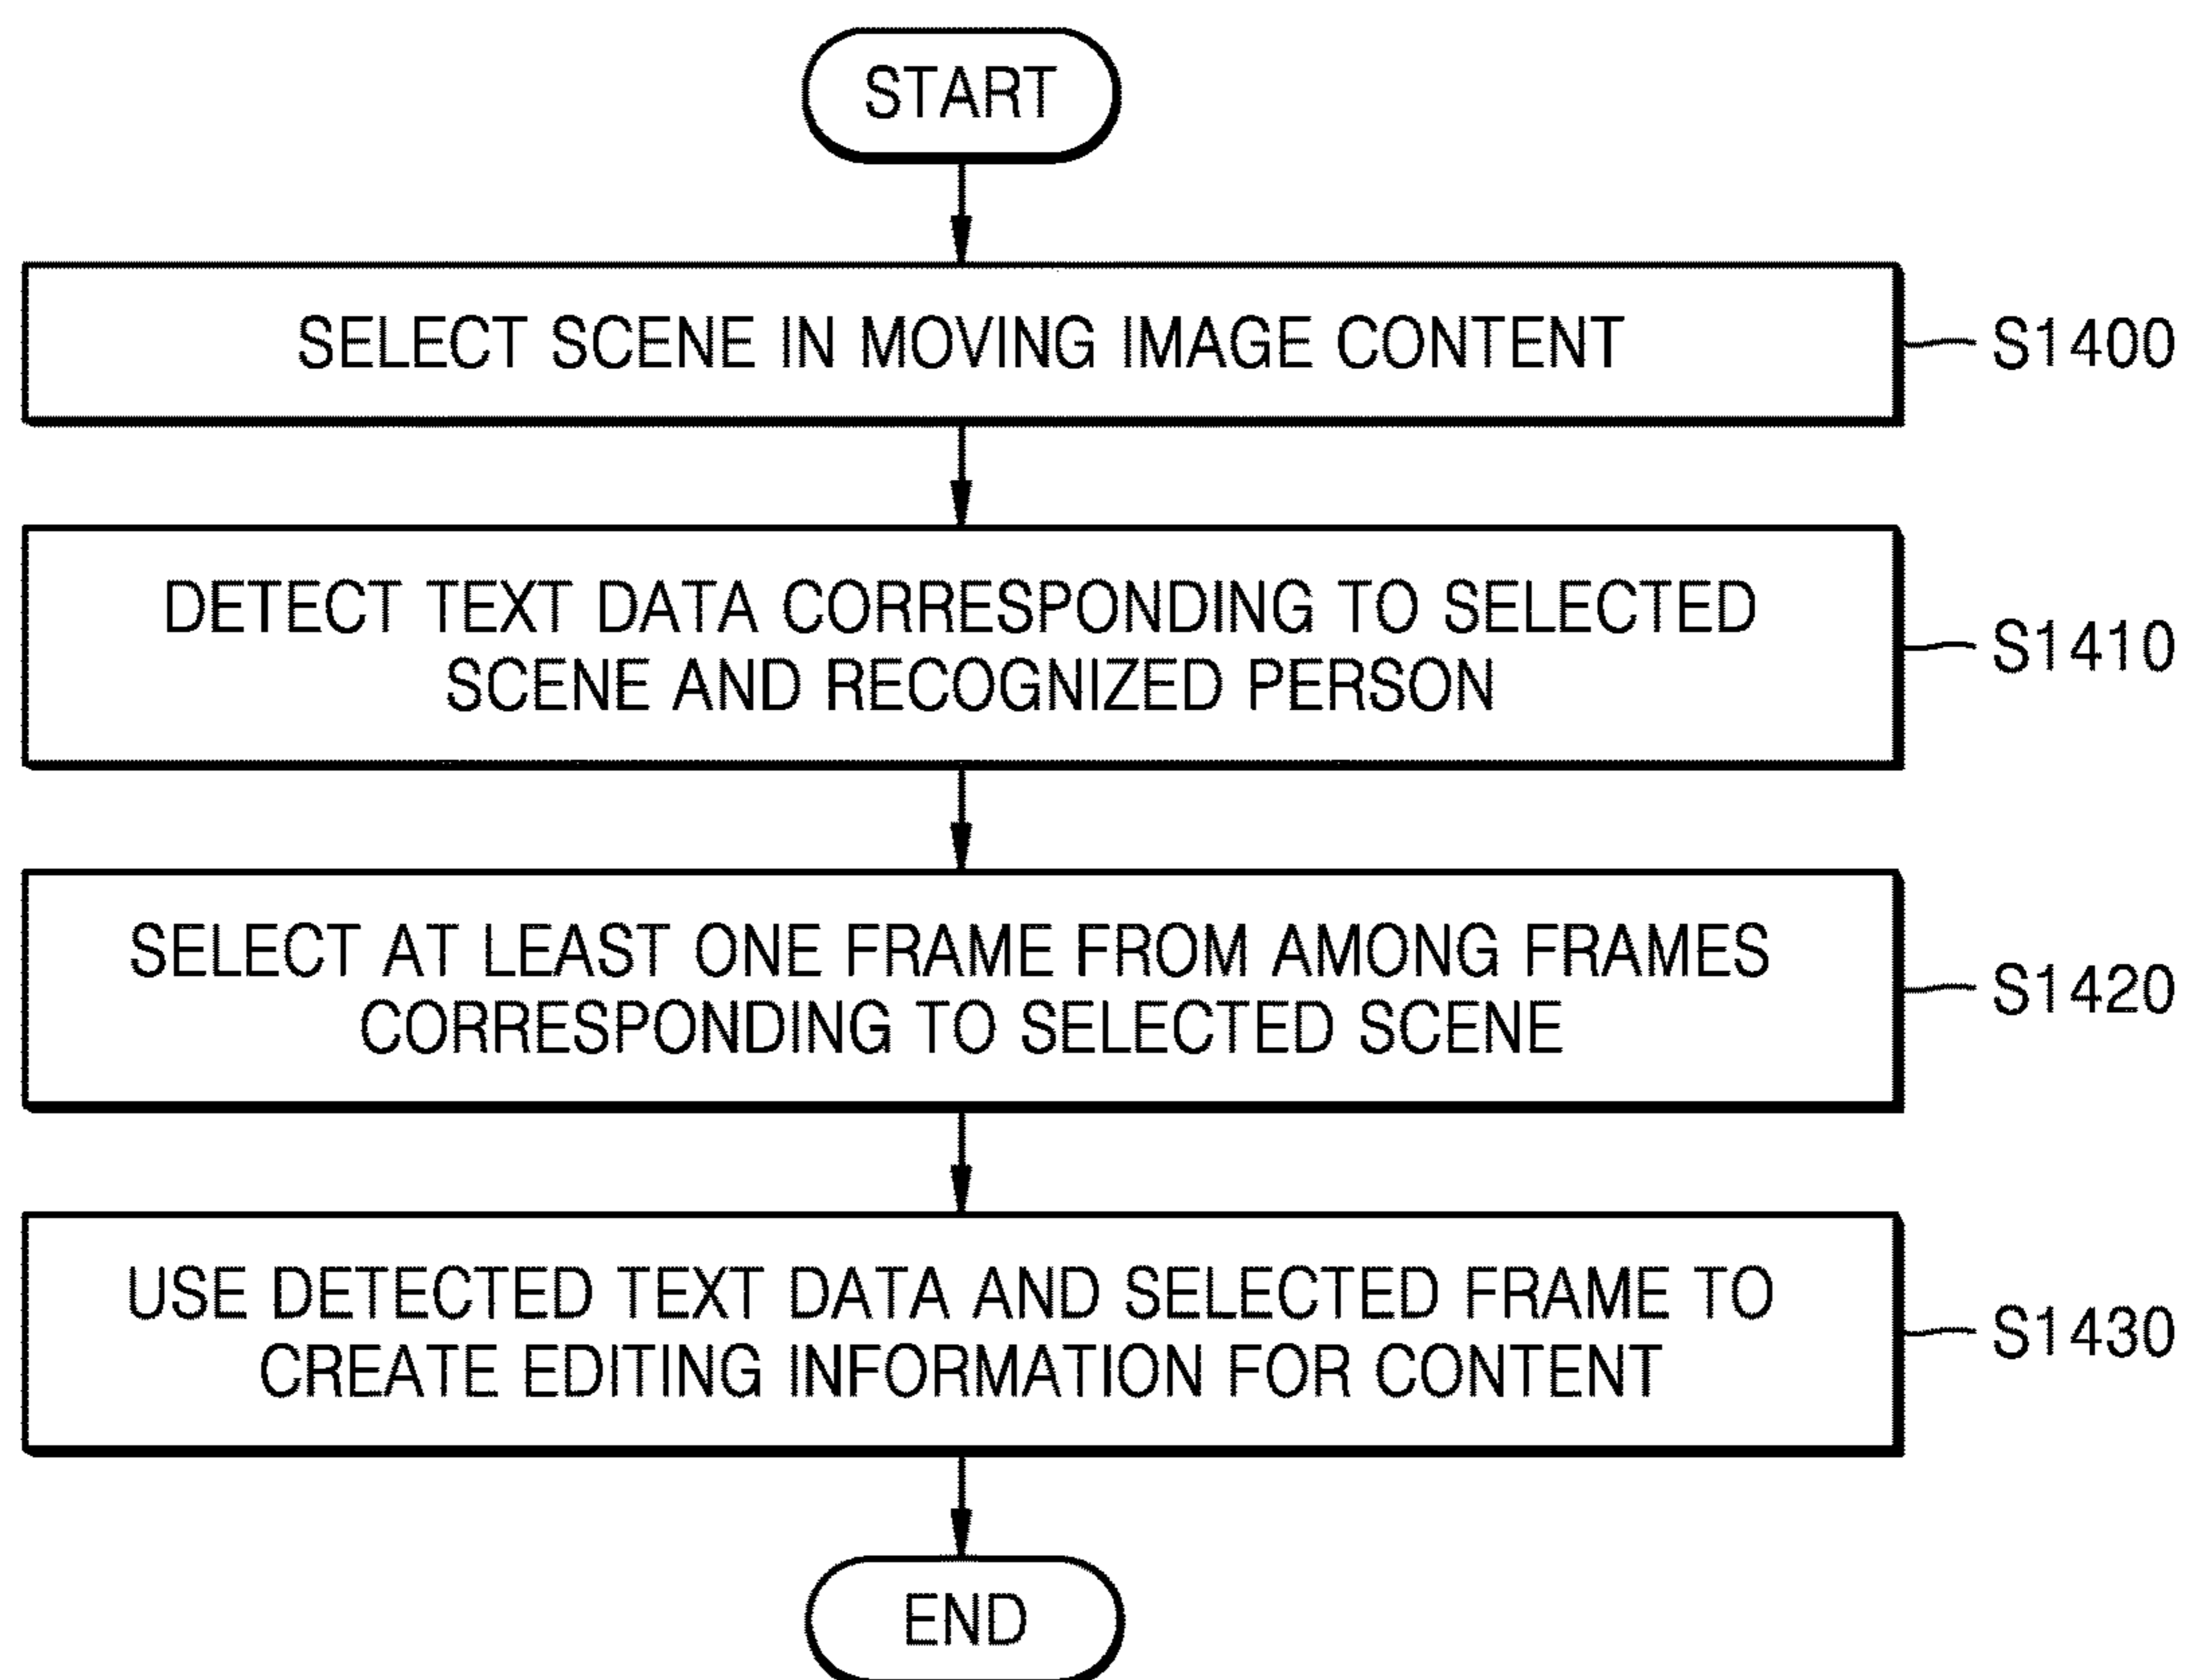 START
SELECT SCENE IN MOVING IMAGE CONTENT
S1400
DETECT TEXT DATA CORRESPONDING TO SELECTED
SCENE AND RECOGNIZED PERSON
S1410
SELECT AT LEAST ONE FRAME FROM AMONG FRAMES
CORRESPONDING TO SELECTED SCENE
S1420
USE DETECTED TEXT DATA AND SELECTED FRAME TO
CREATE EDITING INFORMATION FOR CONTENT
S1430
END